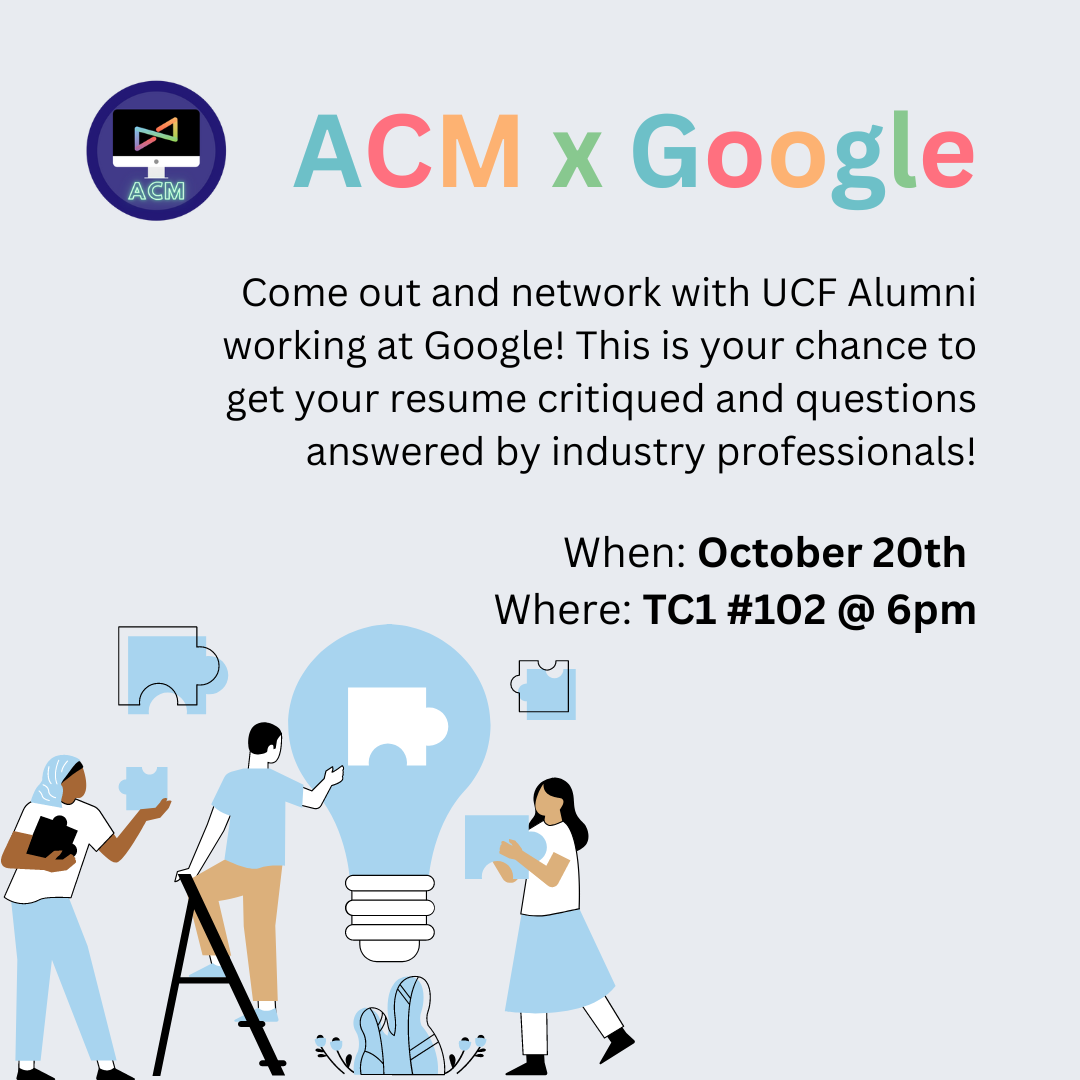 ACM
ACM x Google
Come out and network with UCF Alumni
working at Google! This is your chance to
get your resume critiqued and questions
answered by industry professionals!
When: October 20th
Where: TC1 #102 @ 6pm